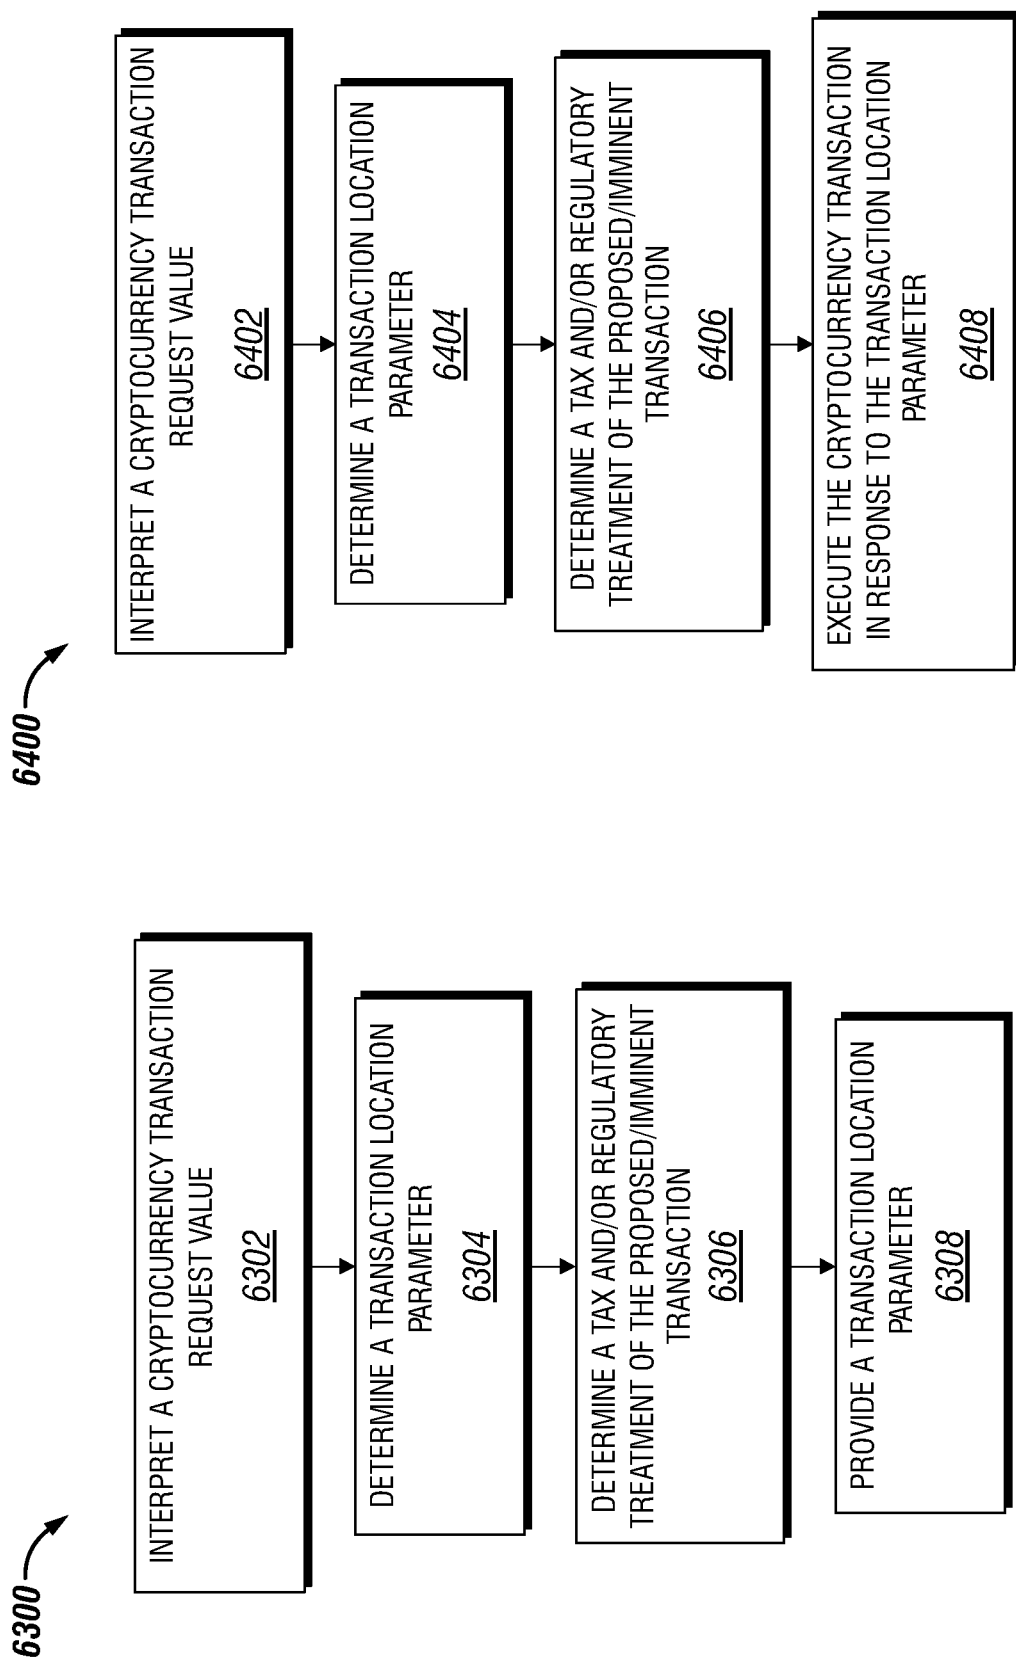 6300
INTERPRET A CRYPTOCURRENCY TRANSACTION
REQUEST VALUE
6302
DETERMINE A TRANSACTION LOCATION
PARAMETER
6304
DETERMINE A TAX AND/OR REGULATORY
TREATMENT OF THE PROPOSED/IMMINENT
TRANSACTION
6306
PROVIDE A TRANSACTION LOCATION
PARAMETER
6308
6400
INTERPRET A CRYPTOCURRENCY TRANSACTION
REQUEST VALUE
6402
DETERMINE A TRANSACTION LOCATION
PARAMETER
6404
DETERMINE A TAX AND/OR REGULATORY
TREATMENT OF THE PROPOSED/IMMINENT
TRANSACTION
6406
EXECUTE THE CRYPTOCURRENCY TRANSACTION
IN RESPONSE TO THE TRANSACTION LOCATION
PARAMETER
6408